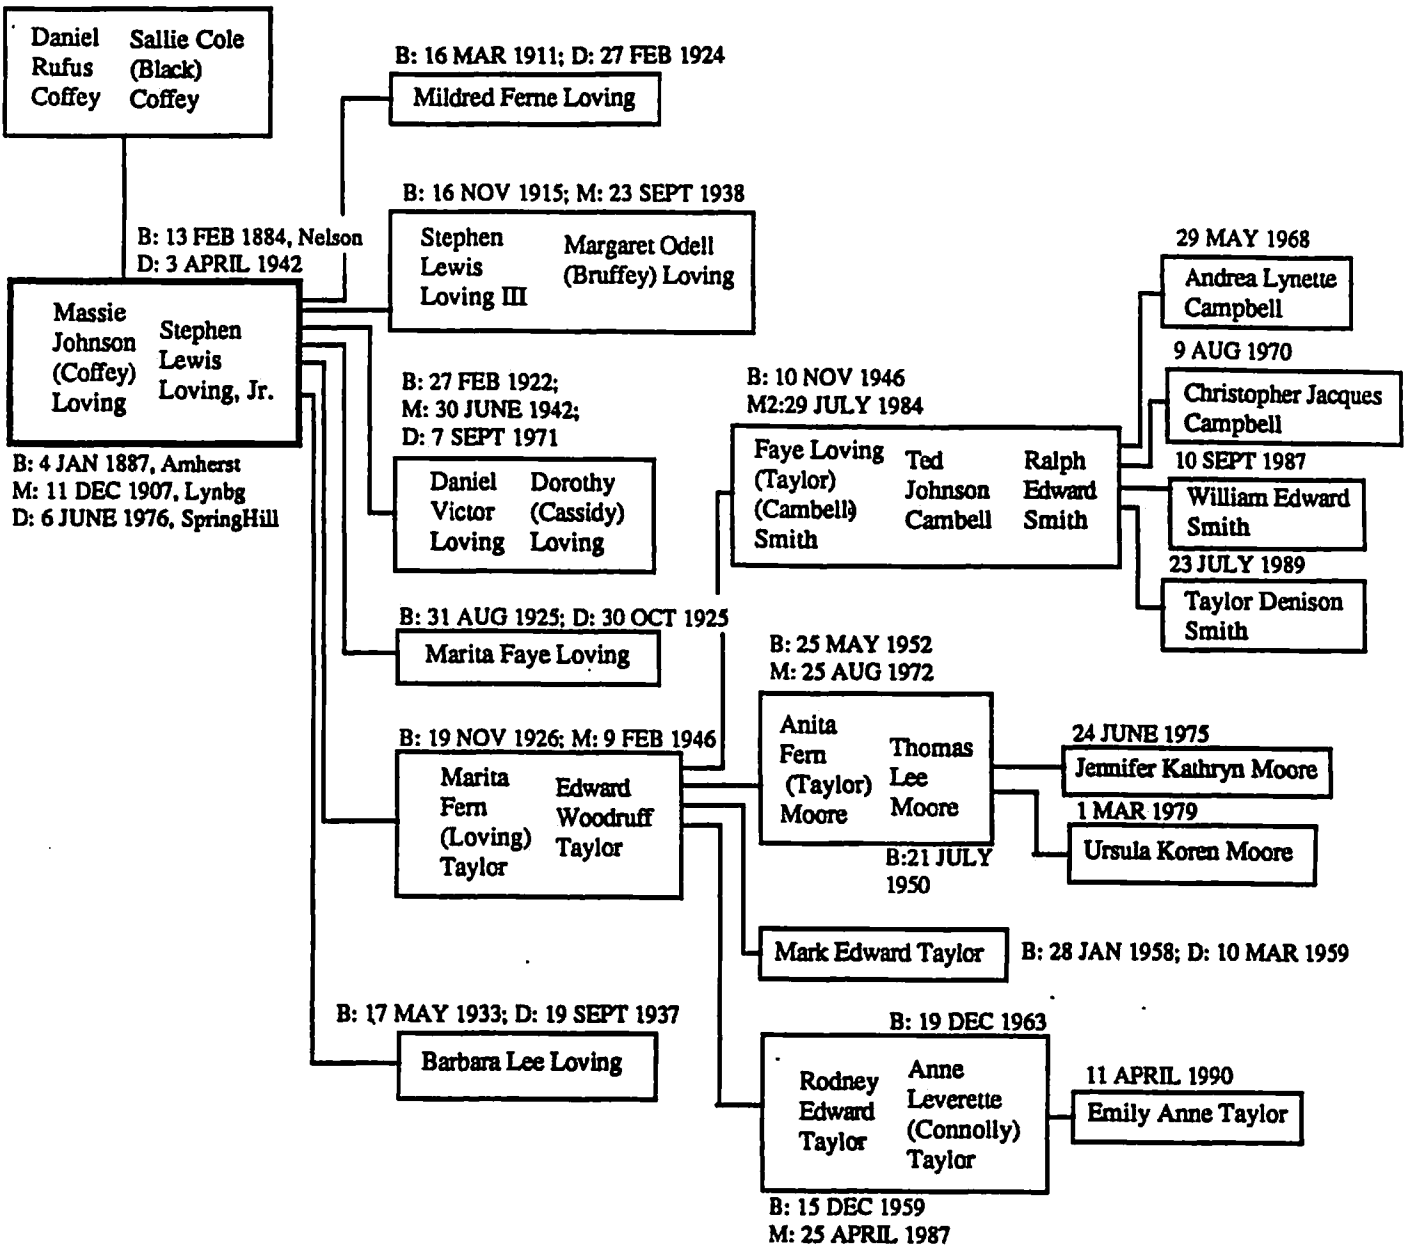 Daniel Sallie Cole
Rufus (Black)
Coffey Coffey
B: 16 MAR 1911; D: 27 FEB 1924
Mildred Ferne Loving
B: 16 NOV 1915; M: 23 SEPT 1938
Stephen
Lewis
Loving III
Margaret Odell
(Bruffey) Loving
B: 13 FEB 1884, Nelson
D: 3 APRIL 1942
Massie
Johnson
(Coffey)
Loving
Stephen
Lewis
Loving, Jr.
B: 4 JAN 1887, Amherst
M: 11 DEC 1907, Lynbg
D: 6 JUNE 1976, SpringHill
B: 27 FEB 1922;
M: 30 JUNE 1942;
D: 7 SEPT 1971
Daniel Dorothy
Victor (Cassidy)
Loving Loving
B: 31 AUG 1925; D: 30 OCT 1925
Marita Faye Loving
B: 19 NOV 1926; M: 9 FEB 1946
Marita
Fern
(Loving)
Taylor
Edward
Woodruff
Taylor
B: 17 MAY 1933; D: 19 SEPT 1937
Barbara Lee Loving
B: 10 NOV 1946
M2:29 JULY 1984
Faye Loving
(Taylor)
(Cambell)
Smith
Ted
Johnson
Cambell
Ralph
Edward
Smith
29 MAY 1968
Andrea Lynette
Campbell
9 AUG 1970
Christopher Jacques
Campbell
10 SEPT 1987
William Edward
Smith
23 JULY 1989
Taylor Denison
Smith
B: 25 MAY 1952
M: 25 AUG 1972
Anita
Fern
(Taylor)
Moore
Thomas
Lee
Moore
B:21 JULY
1950
24 JUNE 1975
Jennifer Kathryn Moore
1 MAR 1979
Ursula Koren Moore
Mark Edward Taylor
B: 28 JAN 1958; D: 10 MAR 1959
B: 19 DEC 1963
Rodney
Edward
Taylor
Anne
Leverette
(Connolly)
Taylor
B: 15 DEC 1959
M: 25 APRIL 1987
11 APRIL 1990
Emily Anne Taylor